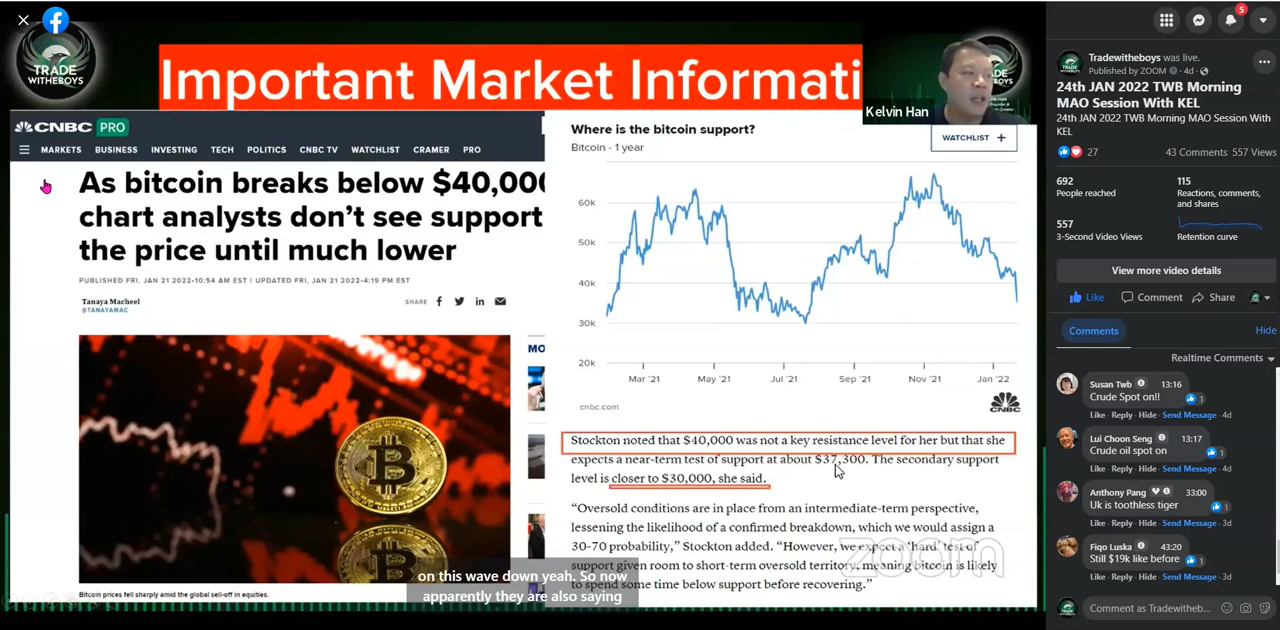 TRADE
WITHEBOYS
Important Market Informati
Kelvin Han
CNBC PRO
MARKETS BUSINESS INVESTING TECH POLITICS CNBC TV WATCHLIST CRAMER PRO
As bitcoin breaks below $40,000
chart analysts don't see support
the price until much lower
PUBLISHED FRI, JAN 21 2022•10:54 AM EST | UPDATED FRI, JAN 21 2022•4:19 PM EST
Tanaya Macheel
@TANAYAMAC
SHARE
MO
Bitcoin prices fell sharply amid the global sell-off in equities.
Where is the bitcoin support?
Bitcoin - 1 year
WATCHLIST +
60k
50k
40k
30k
20k
Mar '21 May '21 Jul '21 Sep '21 Nov '21 Jan '22
cnbc.com
CNBC
Stockton noted that $40,000 was not a key resistance level for her but that she
expects a near-term test of support at about $37,300. The secondary support
level is closer to $30,000, she said.
“Oversold conditions are in place from an intermediate-term perspective,
lessening the likelihood of a confirmed breakdown, which we would assign a
30-70 probability,” Stockton added. “However, we expect a ‘hard’ test of
support given room to short-term oversold territory, meaning bitcoin is likely
to spend some time below support before recovering.”
zoom
on this wave down yeah. So now
apparently they are also saying
5
Tradewitheboys was live.
Published by ZOOM · 4d ·
24th JAN 2022 TWB Morning
MAO Session With KEL
24th JAN 2022 TWB Morning MAO Session With
KEL
27 43 Comments 557 Views
692
People reached
115
Reactions, comments,
and shares
557
3-Second Video Views
Retention curve
View more video details
Like Comment Share
Comments Hide
Realtime Comments
Susan Twb 13:16
Crude Spot on!! 1
Like · Reply · Hide · Send Message · 4d
Lui Choon Seng 13:17
Crude oil spot on 1
Like · Reply · Hide · Send Message · 4d
Anthony Pang 33:00
Uk is toothless tiger 1
Like · Reply · Hide · Send Message · 3d
Fiqo Luska 43:20
Still $19k like before 1
Like · Reply · Hide · Send Message · 3d
Comment as Tradewitheb...